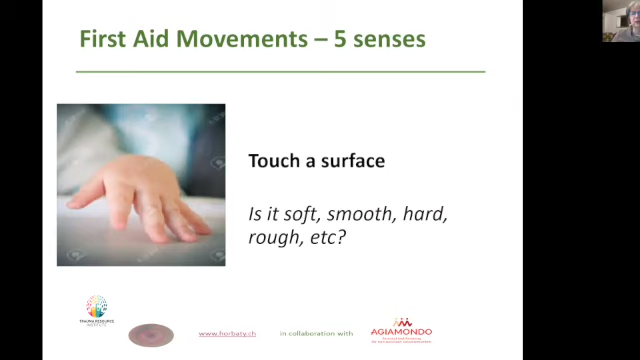 First Aid Movements – 5 senses
Touch a surface
Is it soft, smooth, hard,
rough, etc?
TRAUMA RESOURCE
INSTITUTE
www.horbaty.ch
in collaboration with
AGIAMONDO